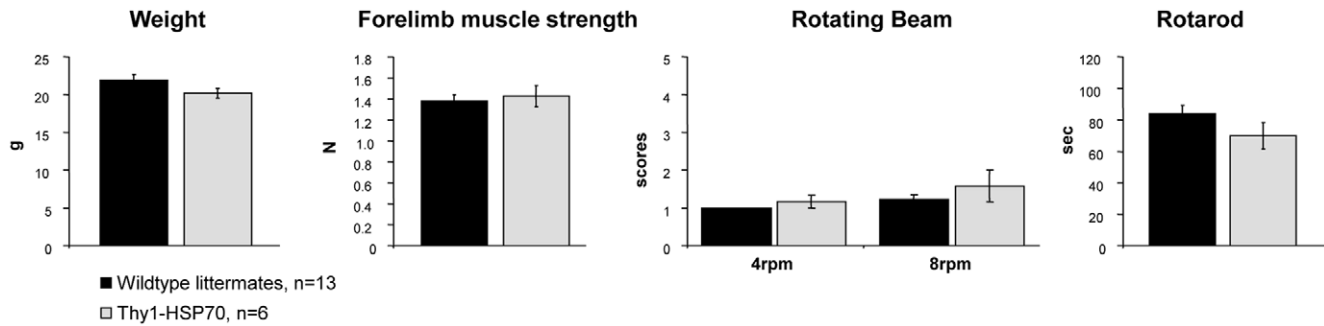 Weight
g
25
20
15
10
5
0
Forelimb muscle strength
N
1.8
1.6
1.4
1.2
1.0
0.8
0.6
0.4
0.2
0.0
Rotating Beam
scores
5
4
3
2
1
0
4rpm
8rpm
Rotarod
sec
120
100
80
60
40
20
0
Wildtype littermates, n=13
Thy1-HSP70, n=6